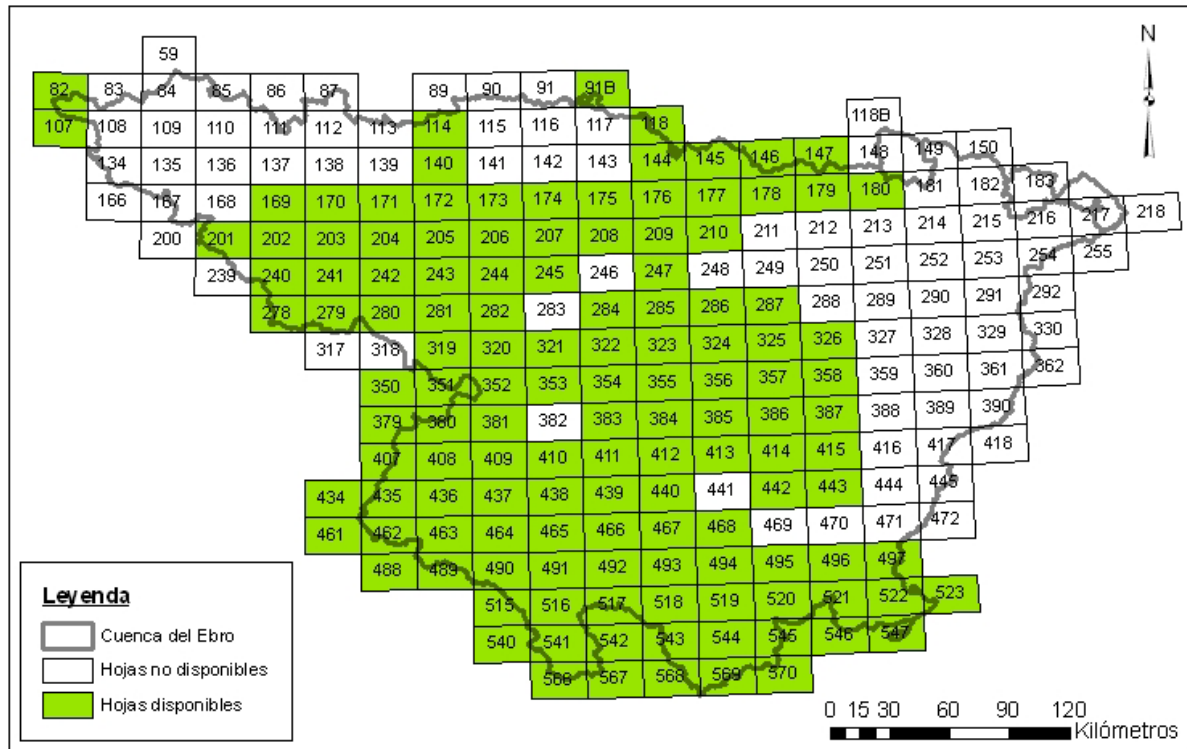 59
N
82 83 84 85 86 87 89 90 91 91B
118B
107 108 109 110 111 112 113 114 115 116 117 118
134 135 136 137 138 139 140 141 142 143 144 145 146 147 148 149 150
166 167 168 169 170 171 172 173 174 175 176 177 178 179 180 181 182 183
200 201 202 203 204 205 206 207 208 209 210 211 212 213 214 215 216 217 218
239 240 241 242 243 244 245 246 247 248 249 250 251 252 253 254 255
278 279 280 281 282 283 284 285 286 287 288 289 290 291 292
317 318 319 320 321 322 323 324 325 326 327 328 329 330
350 351 352 353 354 355 356 357 358 359 360 361 362
379 380 381 382 383 384 385 386 387 388 389 390
407 408 409 410 411 412 413 414 415 416 417 418
434 435 436 437 438 439 440 441 442 443 444 445
461 462 463 464 465 466 467 468 469 470 471 472
488 489 490 491 492 493 494 495 496 497
515 516 517 518 519 520 521 522 523
540 541 542 543 544 545 546 547
566 567 568 569 570
Leyenda
Cuenca del Ebro
Hojas no disponibles
Hojas disponibles
0 15 30 60 90 120
Kilómetros